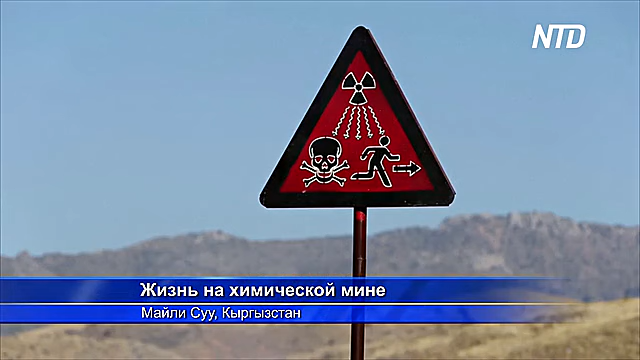 NTD
Жизнь на химической мине
Майли Суу, Кыргызстан